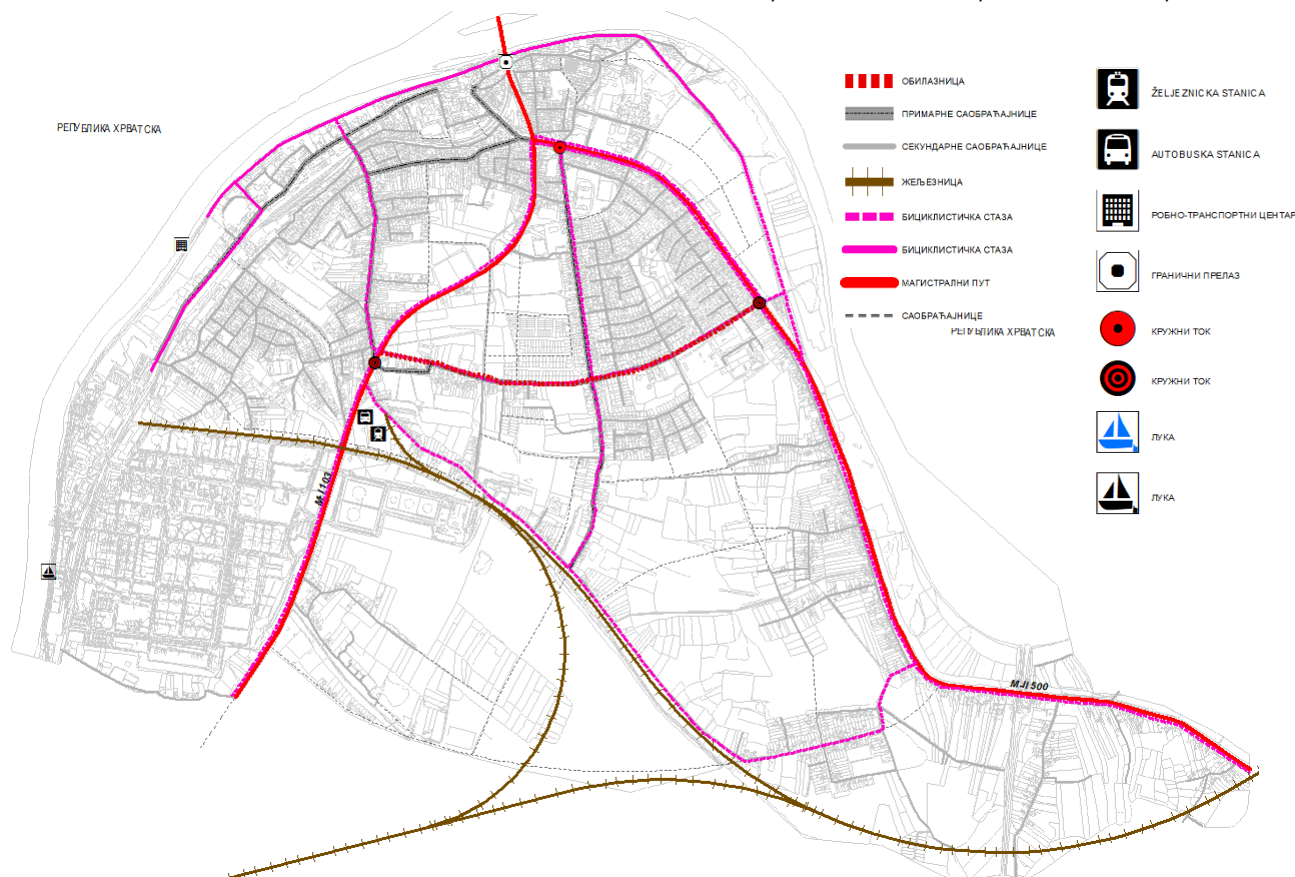 РЕПУБЛИКА ХРВАТСКА
ОБИЛАЗНИЦА
ПРИМАРНЕ САОБРАЋАЈНИЦЕ
СЕКУНДАРНЕ САОБРАЋАЈНИЦЕ
ЖЕЉЕЗНИЦА
БИЦИКЛИСТИЧКА СТАЗА
БИЦИКЛИСТИЧКА СТАЗА
МАГИСТРАЛНИ ПУТ
САОБРАЋАЈНИЦЕ
РЕПУБЛИКА ХРВАТСКА
ŽELJEZNICKA STANICA
AUTOBUSKA STANICA
РОБНО-ТРАНСПОРТНИ ЦЕНТАР
ГРАНИЧНИ ПРЕЛАЗ
КРУЖНИ ТОК
КРУЖНИ ТОК
ЛУКА
ЛУКА
M-I 103
M-II 500